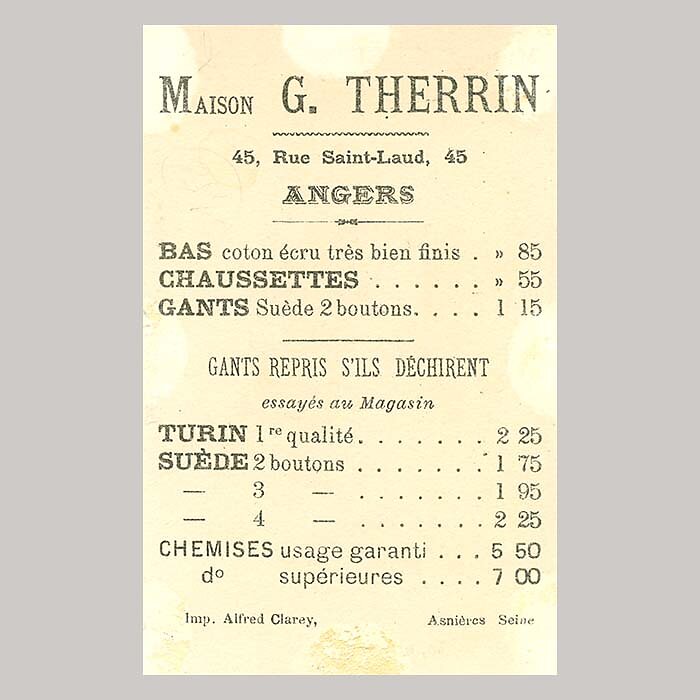 MAISON G. THERRIN
45, Rue Saint-Laud, 45
ANGERS
BAS coton écru très bien finis . » 85
CHAUSSETTES . . . . . . » 55
GANTS Suède 2 boutons. . . . 1 15
GANTS REPRIS S'ILS DÉCHIRENT
essayés au Magasin
TURIN 1re qualité. . . . . . . 2 25
SUÈDE 2 boutons . . . . . . . 1 75
— 3 — . . . . . . . 1 95
— 4 — . . . . . . . 2 25
CHEMISES usage garanti . . . 5 50
do supérieures . . . . 7 00
Imp. Alfred Clarey, Asnières Seine